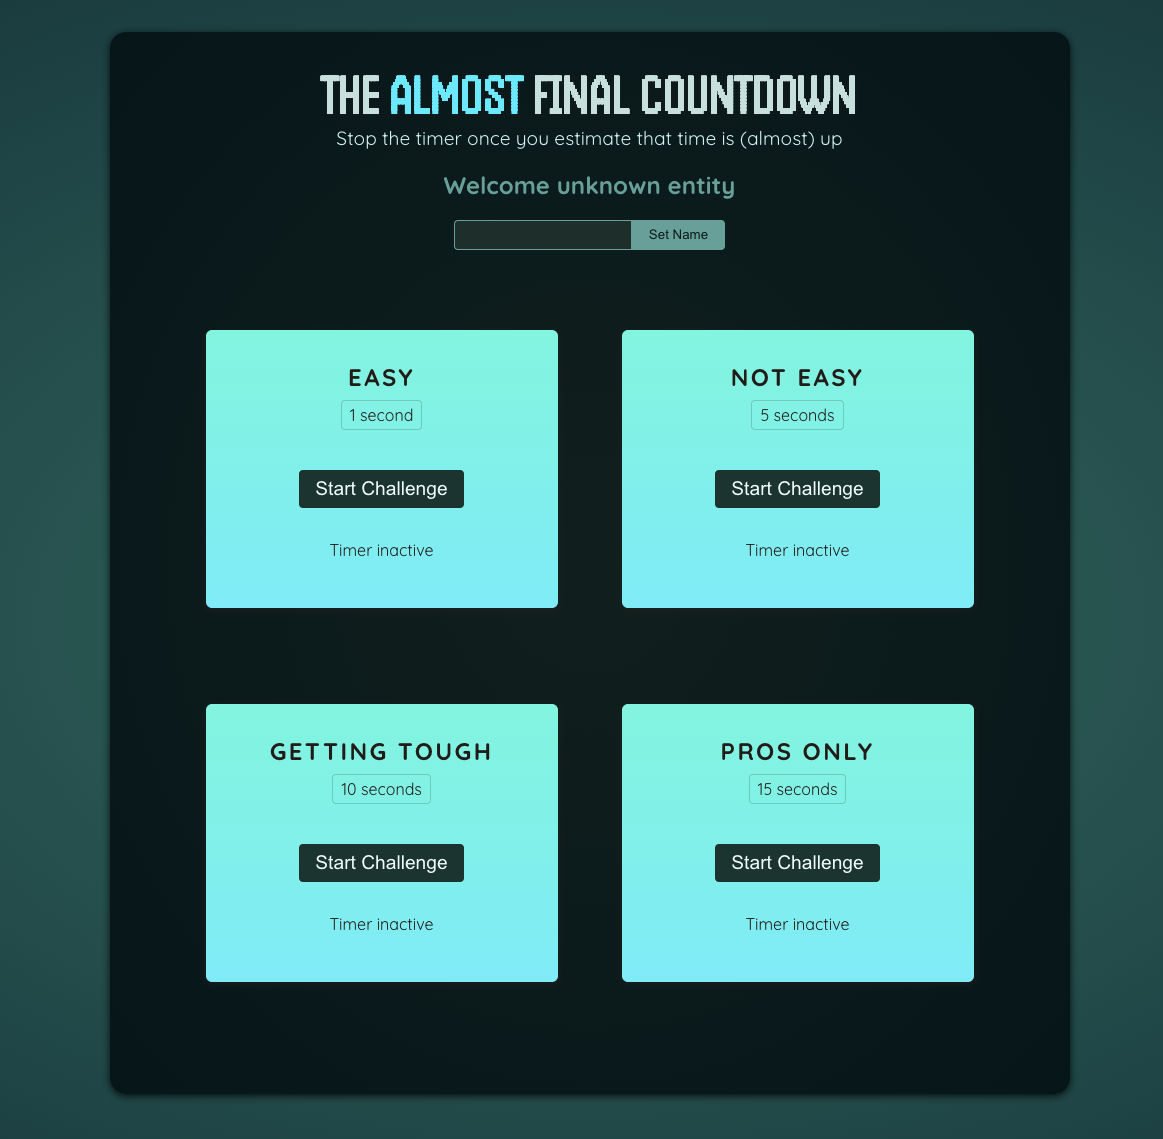 THE ALMOST FINAL COUNTDOWN
Stop the timer once you estimate that time is (almost) up
Welcome unknown entity
Set Name
EASY
1 second
Start Challenge
Timer inactive
NOT EASY
5 seconds
Start Challenge
Timer inactive
GETTING TOUGH
10 seconds
Start Challenge
Timer inactive
PROS ONLY
15 seconds
Start Challenge
Timer inactive